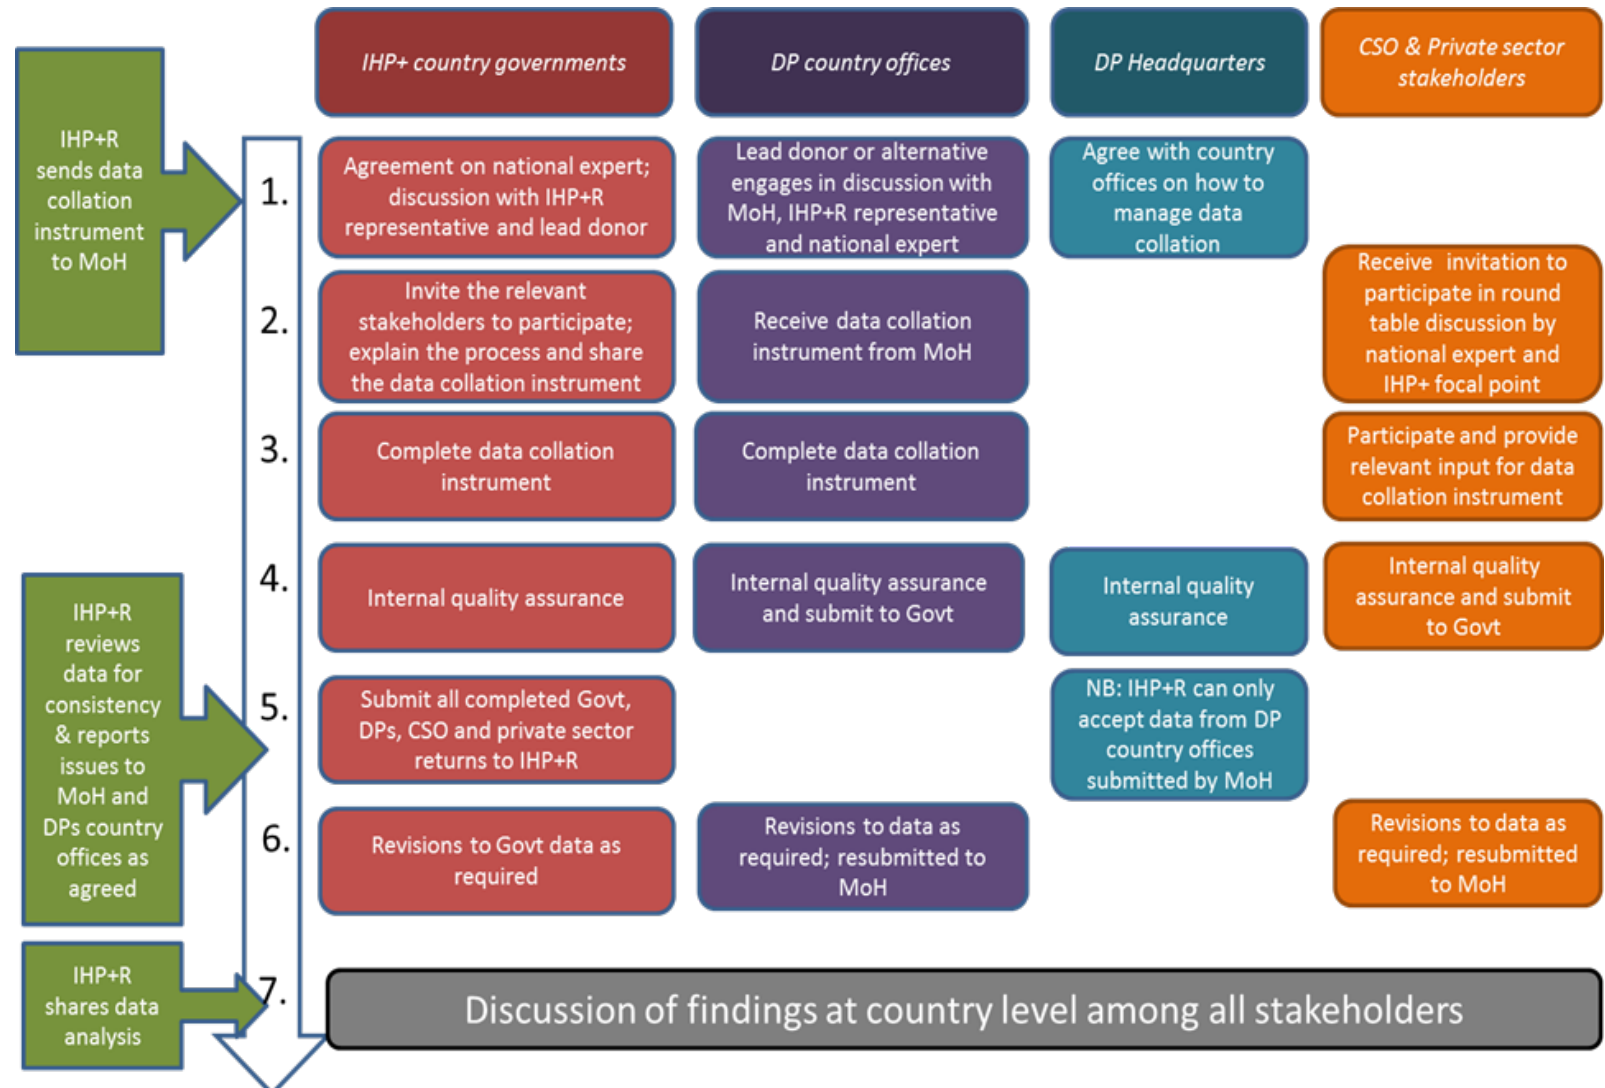 IHP+ country governments
DP country offices
DP Headquarters
CSO & Private sector
stakeholders
IHP+R
sends data
collation
instrument
to MoH
1.
Agreement on national expert;
discussion with IHP+R
representative and lead donor
Lead donor or alternative
engages in discussion with
MoH, IHP+R representative
and national expert
Agree with country
offices on how to
manage data
collation
2.
Invite the relevant
stakeholders to participate;
explain the process and share
the data collation instrument
Receive data collation
instrument from MoH
Receive invitation to
participate in round
table discussion by
national expert and
IHP+ focal point
3.
Complete data collation
instrument
Complete data collation
instrument
Participate and provide
relevant input for data
collation instrument
4.
Internal quality assurance
Internal quality assurance
and submit to Govt
Internal quality
assurance
Internal quality
assurance and submit
to Govt
IHP+R
reviews
data for
consistency
& reports
issues to
MoH and
DPs country
offices as
agreed
5.
Submit all completed Govt,
DPs, CSO and private sector
returns to IHP+R
NB: IHP+R can only
accept data from DP
country offices
submitted by MoH
6.
Revisions to Govt data as
required
Revisions to data as
required; resubmitted to
MoH
Revisions to data as
required; resubmitted
to MoH
IHP+R
shares data
analysis
7.
Discussion of findings at country level among all stakeholders